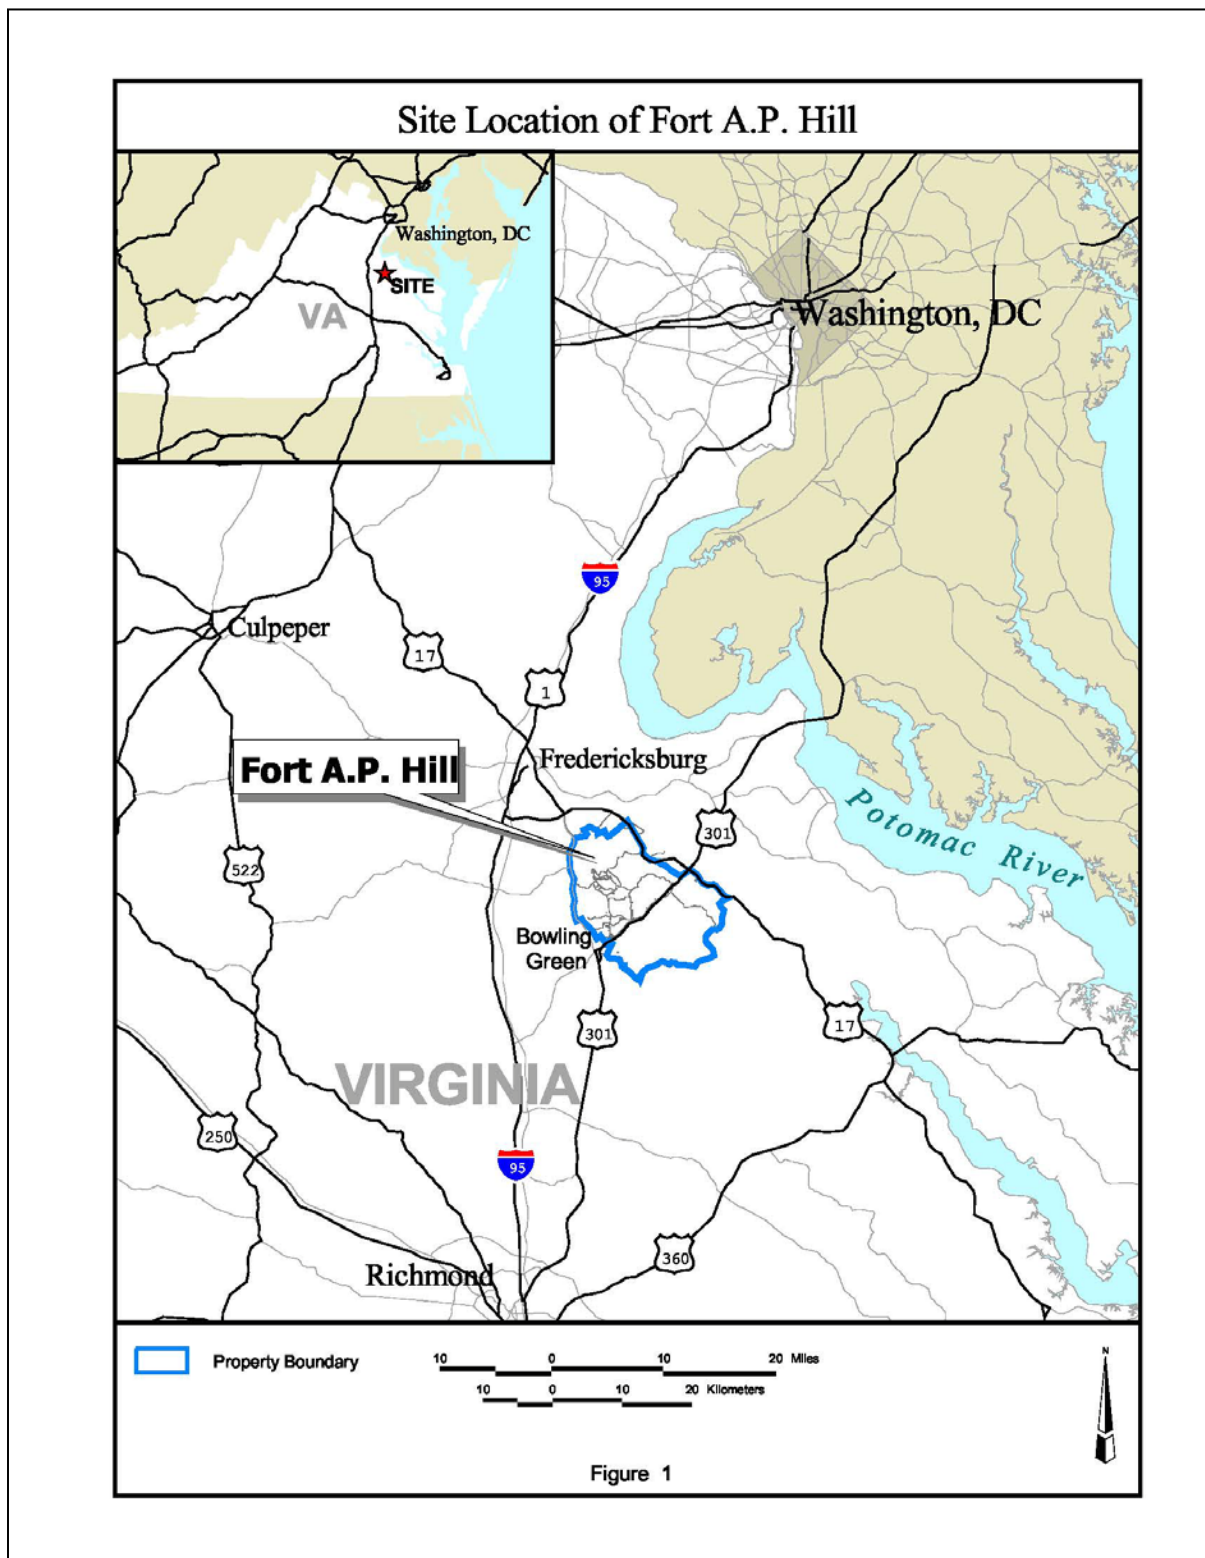 Site Location of Fort A.P. Hill
Washington, DC
SITE
VA
Washington, DC
95
Culpeper
17
1
Fort A.P. Hill
Fredericksburg
301
Potomac River
522
Bowling
Green
17
301
VIRGINIA
250
95
360
Richmond
Property Boundary
10 0 10 20 Miles
10 0 10 20 Kilometers
N
Figure 1